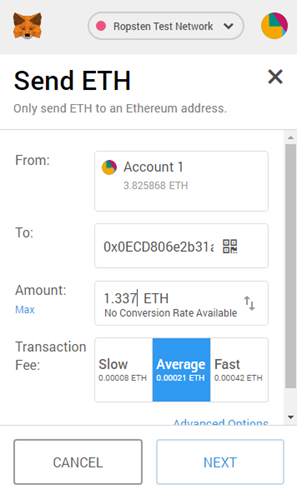 Ropsten Test Network
Send ETH
Only send ETH to an Ethereum address.
From:
Account 1
3.825868 ETH
To:
0x0ECD806e2b31a
Amount:
Max
1.337 ETH
No Conversion Rate Available
Transaction
Fee:
Slow
0.00008 ETH
Average
0.00021 ETH
Fast
0.00042 ETH
Advanced Options
CANCEL
NEXT